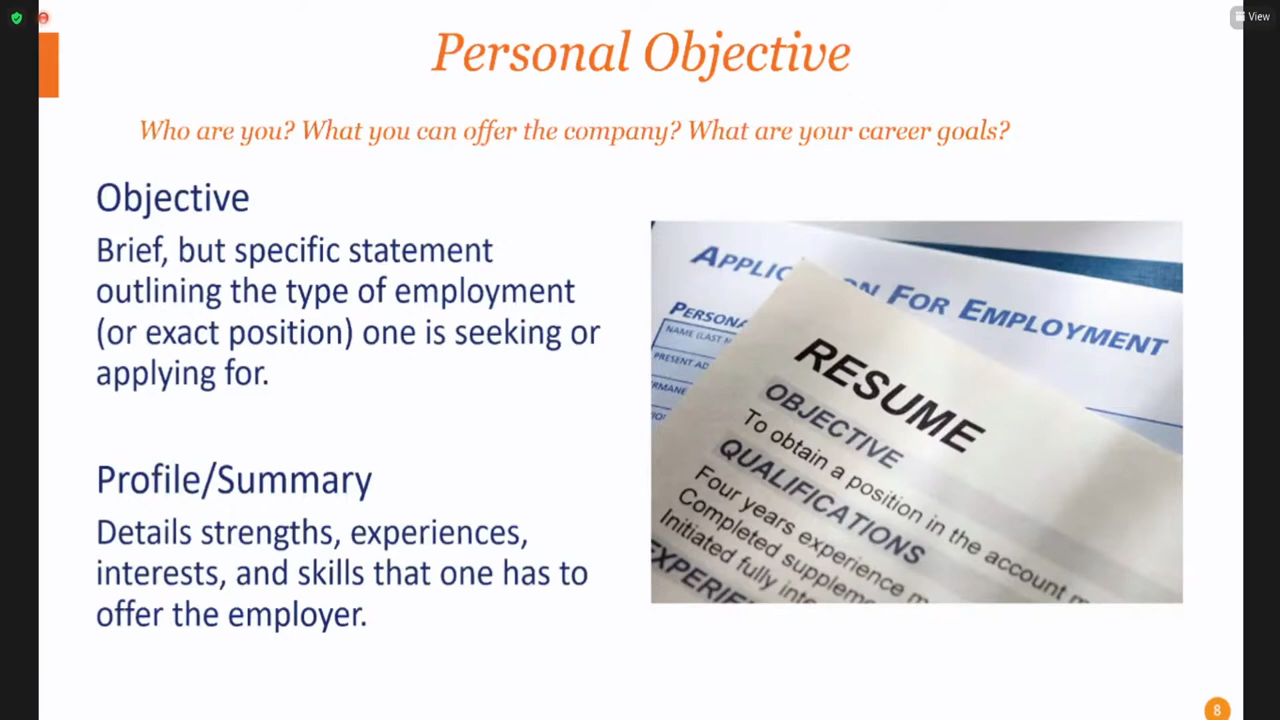 View
Personal Objective
Who are you? What you can offer the company? What are your career goals?
Objective
Brief, but specific statement
outlining the type of employment
(or exact position) one is seeking or
applying for.
Profile/Summary
Details strengths, experiences,
interests, and skills that one has to
offer the employer.
FOR EMPLOYMENT
NAME (LAST
RESUME
OBJECTIVE
To obtain a position in the account
QUALIFICATIONS
Four years experience
Completed
Initiated fully
8